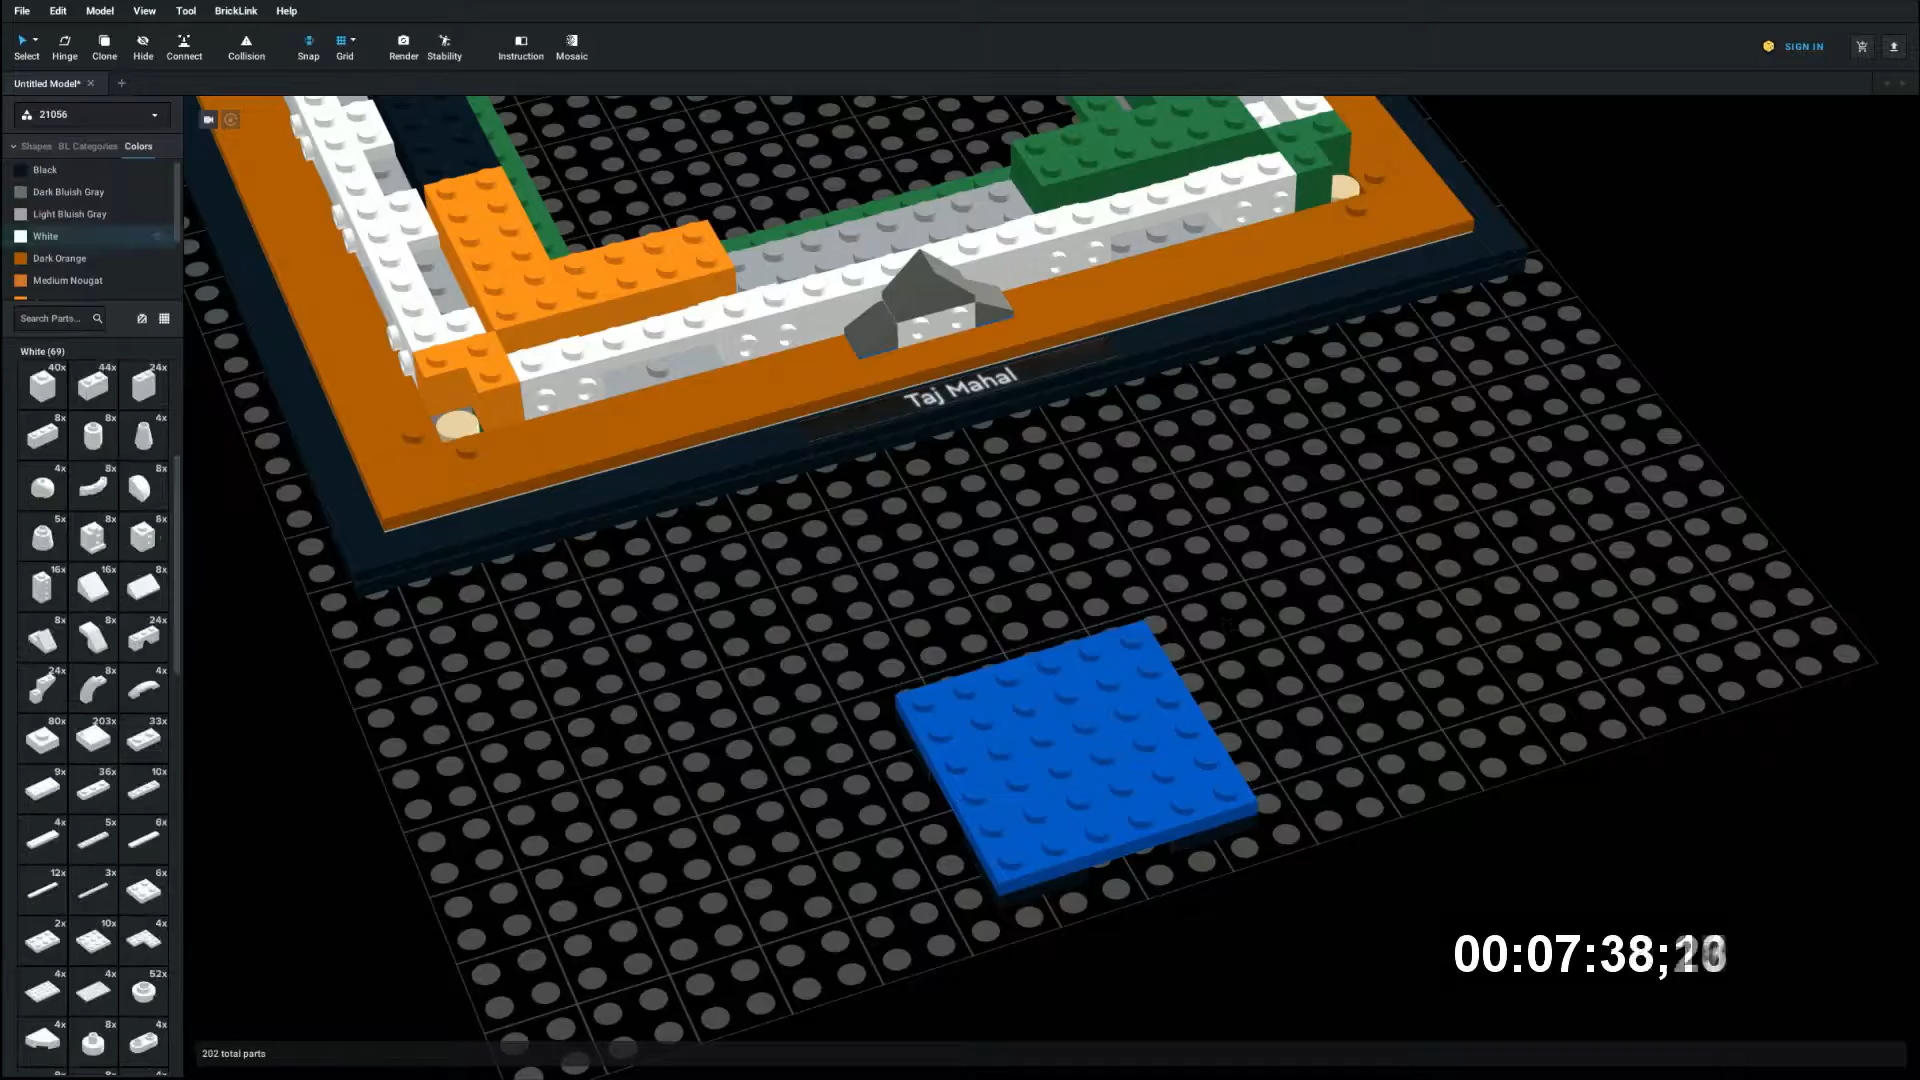 File Edit Model View Tool BrickLink Help
Select Hinge Clone Hide Connect Collision Snap Grid Render Stability Instruction Mosaic
SIGN IN
Untitled Model*
21056
Shapes BL Categories Colors
Black
Dark Bluish Gray
Light Bluish Gray
White
Dark Orange
Medium Nougat
Search Parts...
White (69)
40x 44x 24x
8x 8x 4x
4x 8x 8x
5x 8x 8x
16x 16x 8x
8x 8x 24x
24x 8x 4x
80x 203x 33x
9x 36x 10x
4x 5x 6x
12x 3x 6x
2x 10x 4x
4x 4x 52x
4x 8x 4x
Taj Mahal
00:07:38;
202 total parts